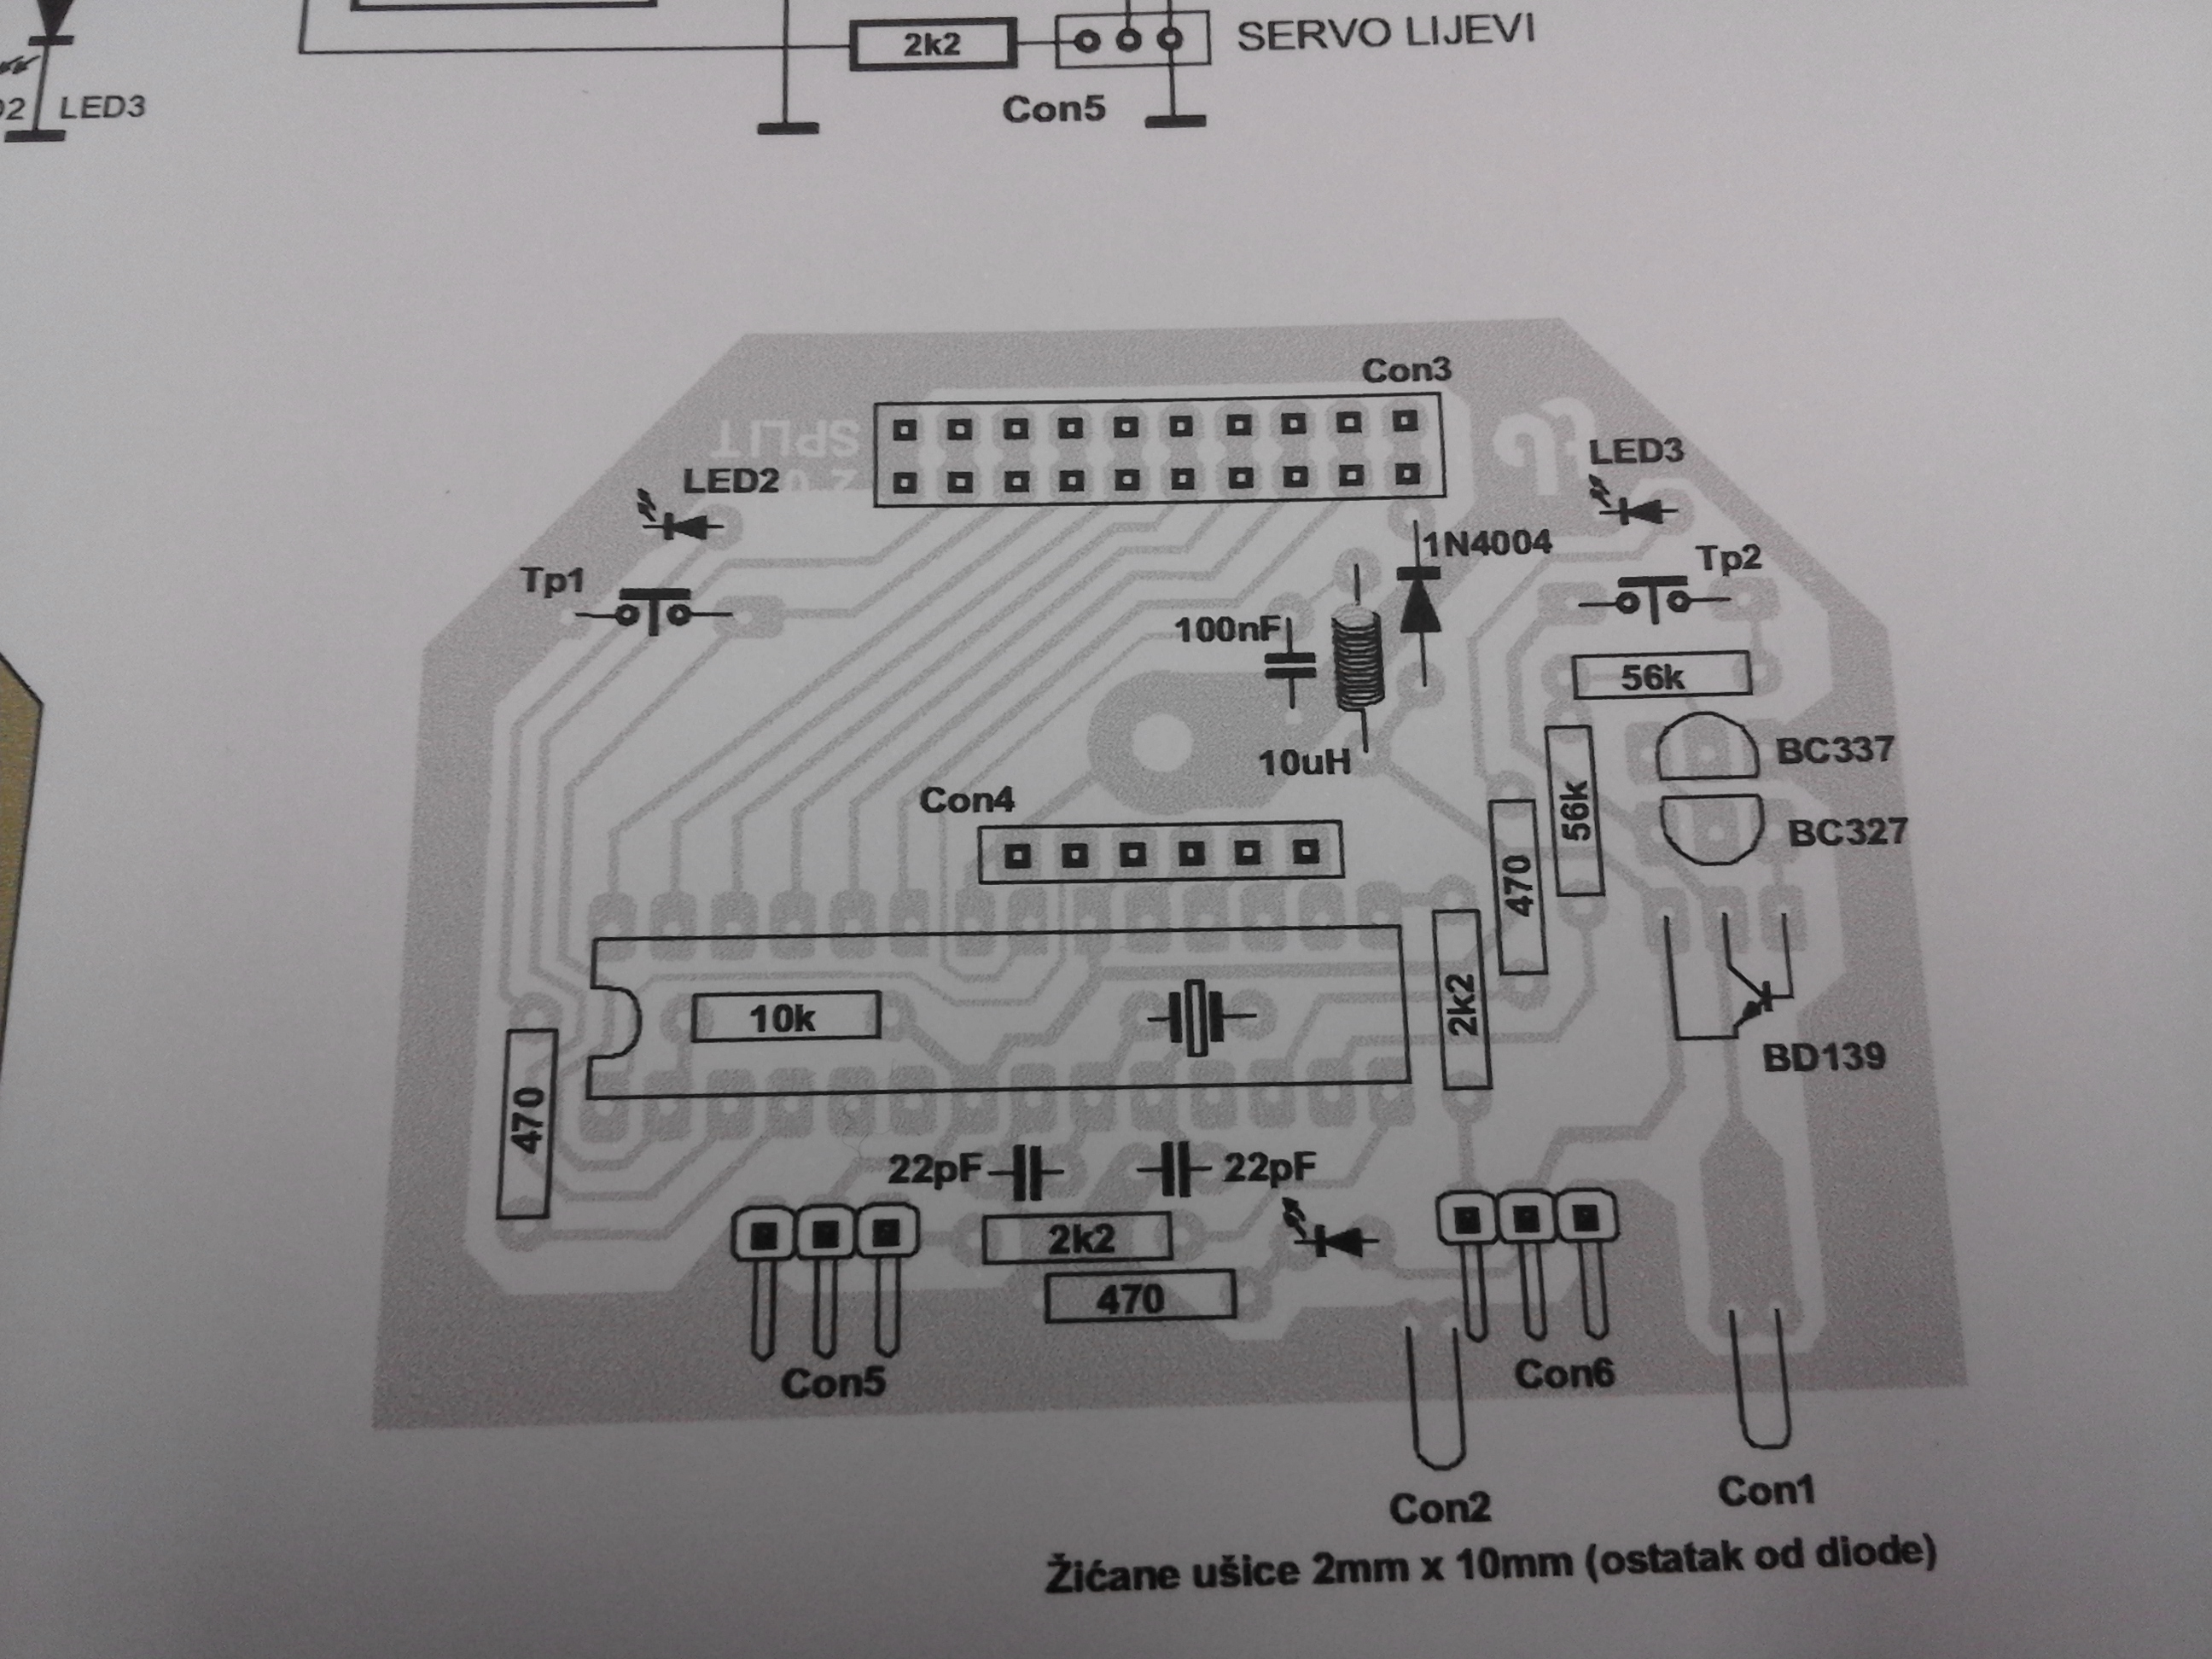 2k2
SERVO LIJEVI
LED3
Con5
Con3
SPLIT
LED2
LED3
1N4004
Tp1
Tp2
100nF
56k
10uH
BC337
Con4
56k
BC327
470
10k
2k2
BD139
470
22pF
22pF
2k2
470
Con5
Con6
Con2
Con1
Žićane ušice 2mm x 10mm (ostatak od diode)